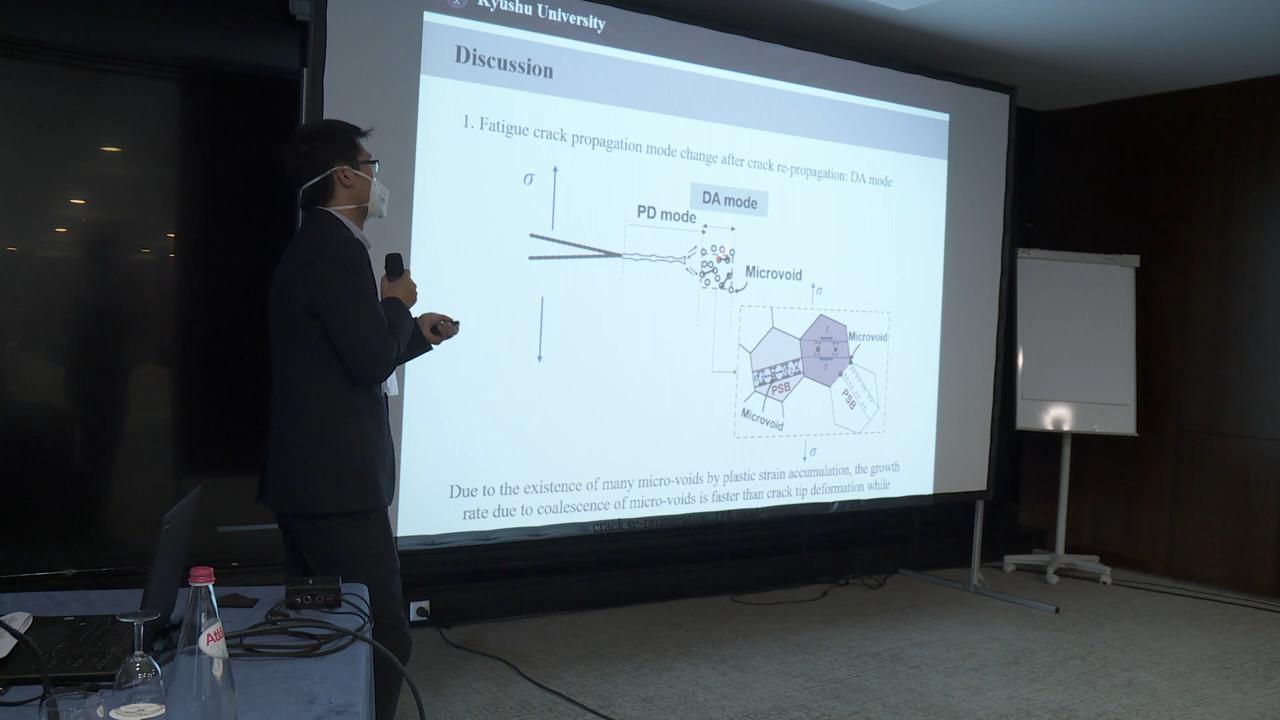 Kyushu University
Discussion
1. Fatigue crack propagation mode change after crack re-propagation: DA mode
σ
DA mode
PD mode
Microvoid
σ
Microvoid
τ
τ
PSB
PSB
Microvoid
σ
Due to the existence of many micro-voids by plastic strain accumulation, the growth
rate due to coalescence of micro-voids is faster than crack tip deformation while